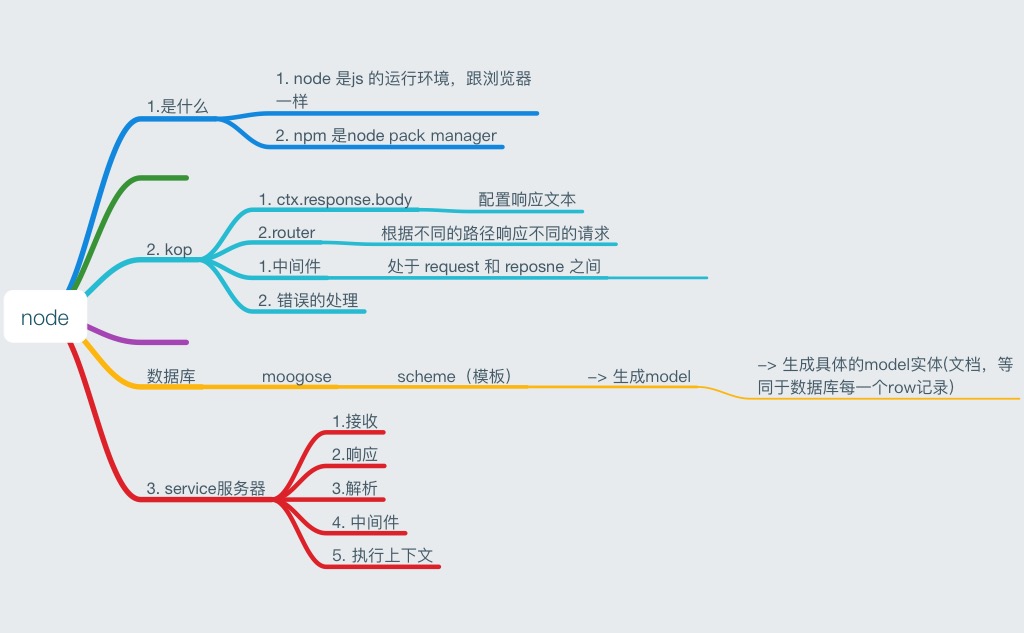 node
1.是什么
1. node 是js 的运行环境，跟浏览器
一样
2. npm 是node pack manager
2. kop
1. ctx.response.body
配置响应文本
2.router
根据不同的路径响应不同的请求
1.中间件
处于 request 和 reposne 之间
2. 错误的处理
数据库
moogose
scheme（模板）
–> 生成model
–> 生成具体的model实体(文档，等
同于数据库每一个row记录)
3. service服务器
1.接收
2.响应
3.解析
4. 中间件
5. 执行上下文